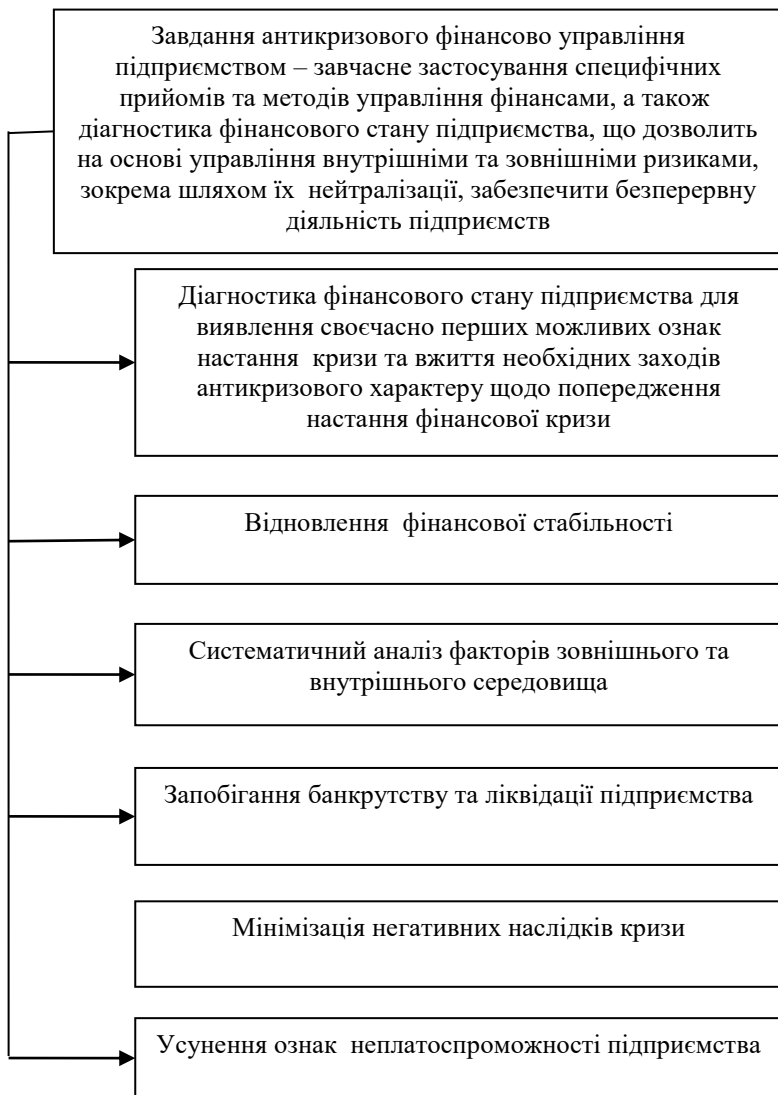 Завдання антикризового фінансово управління
підприємством – завчасне застосування специфічних
прийомів та методів управління фінансами, а також
діагностика фінансового стану підприємства, що дозволить
на основі управління внутрішніми та зовнішніми ризиками,
зокрема шляхом їх нейтралізації, забезпечити безперервну
діяльність підприємств
Діагностика фінансового стану підприємства для
виявлення своєчасно перших можливих ознак
настання кризи та вжиття необхідних заходів
антикризового характеру щодо попередження
настання фінансової кризи
Відновлення фінансової стабільності
Систематичний аналіз факторів зовнішнього та
внутрішнього середовища
Запобігання банкрутству та ліквідації підприємства
Мінімізація негативних наслідків кризи
Усунення ознак неплатоспроможності підприємства